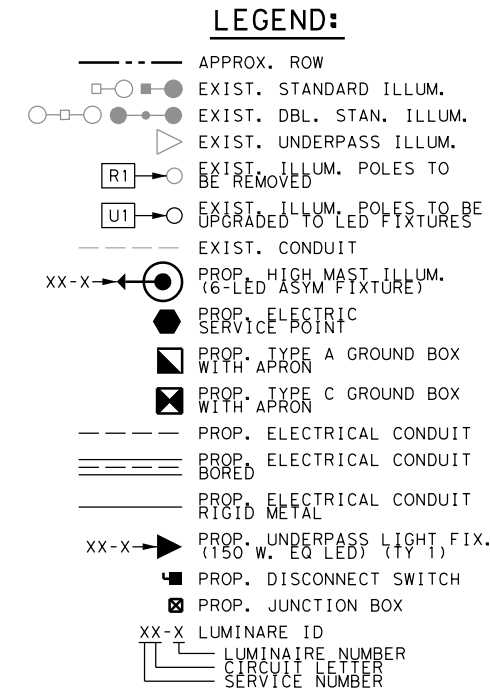 LEGEND:
APPROX. ROW
EXIST. STANDARD ILLUM.
EXIST. DBL. STAN. ILLUM.
EXIST. UNDERPASS ILLUM.
R1
EXIST. ILLUM. POLES TO
BE REMOVED
U1
EXIST. ILLUM. POLES TO BE
UPGRADED TO LED FIXTURES
EXIST. CONDUIT
XX-X
PROP. HIGH MAST ILLUM.
(6-LED ASYM FIXTURE)
PROP. ELECTRIC
SERVICE POINT
PROP. TYPE A GROUND BOX
WITH APRON
PROP. TYPE C GROUND BOX
WITH APRON
PROP. ELECTRICAL CONDUIT
PROP. ELECTRICAL CONDUIT
BORED
PROP. ELECTRICAL CONDUIT
RIGID METAL
XX-X
PROP. UNDERPASS LIGHT FIX.
(150 W. EQ LED) (TY 1)
PROP. DISCONNECT SWITCH
PROP. JUNCTION BOX
XX-X LUMINARE ID
LUMINAIRE NUMBER
CIRCUIT LETTER
SERVICE NUMBER